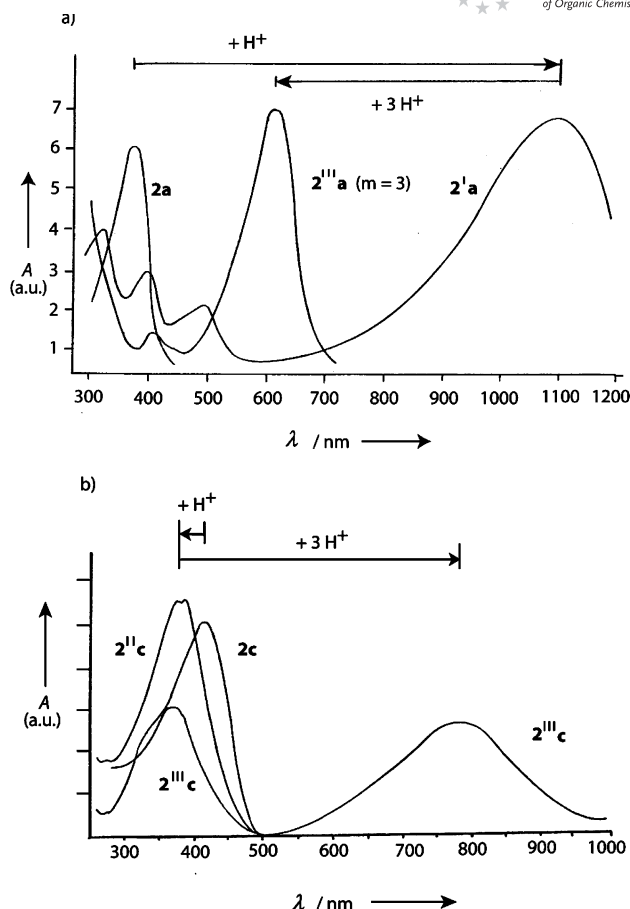 of Organic Chemis
a)
+ H⁺
+ 3 H⁺
7
6
5
4
3
2
1
A
(a.u.)
2a
2ᴵᴵᴵa (m = 3)
2ᴵa
300 400 500 600 700 800 900 1000 1100 1200
λ / nm
b)
+ H⁺
+ 3 H⁺
2ᴵᴵc
2c
A
(a.u.)
2ᴵᴵᴵc
2ᴵᴵᴵc
300 400 500 600 700 800 900 1000
λ / nm